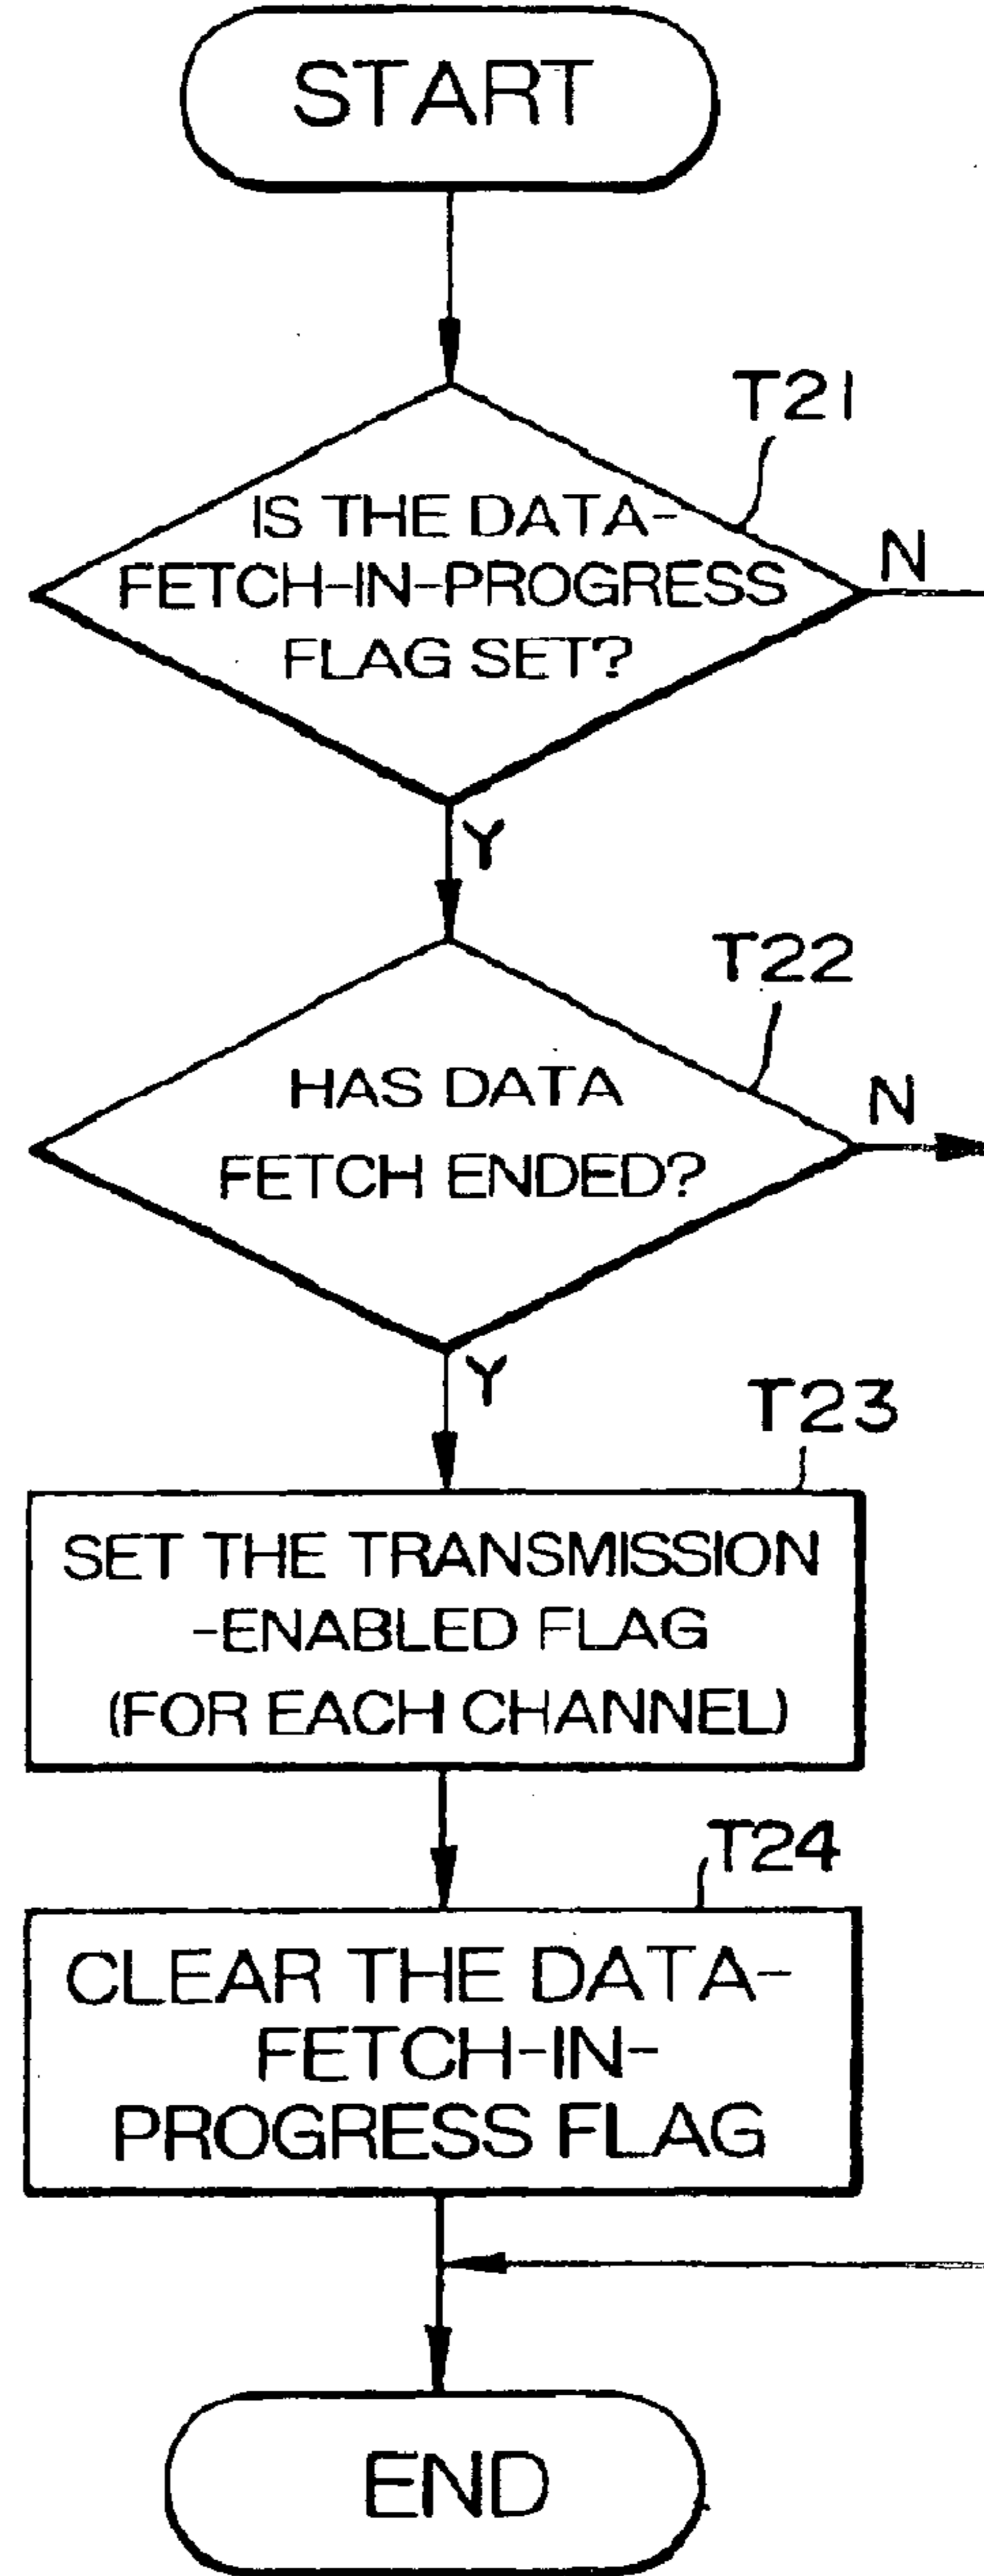 START
T21
IS THE DATA-
FETCH-IN-PROGRESS
FLAG SET?
N
Y
T22
HAS DATA
FETCH ENDED?
N
Y
T23
SET THE TRANSMISSION
-ENABLED FLAG
(FOR EACH CHANNEL)
T24
CLEAR THE DATA-
FETCH-IN-
PROGRESS FLAG
END